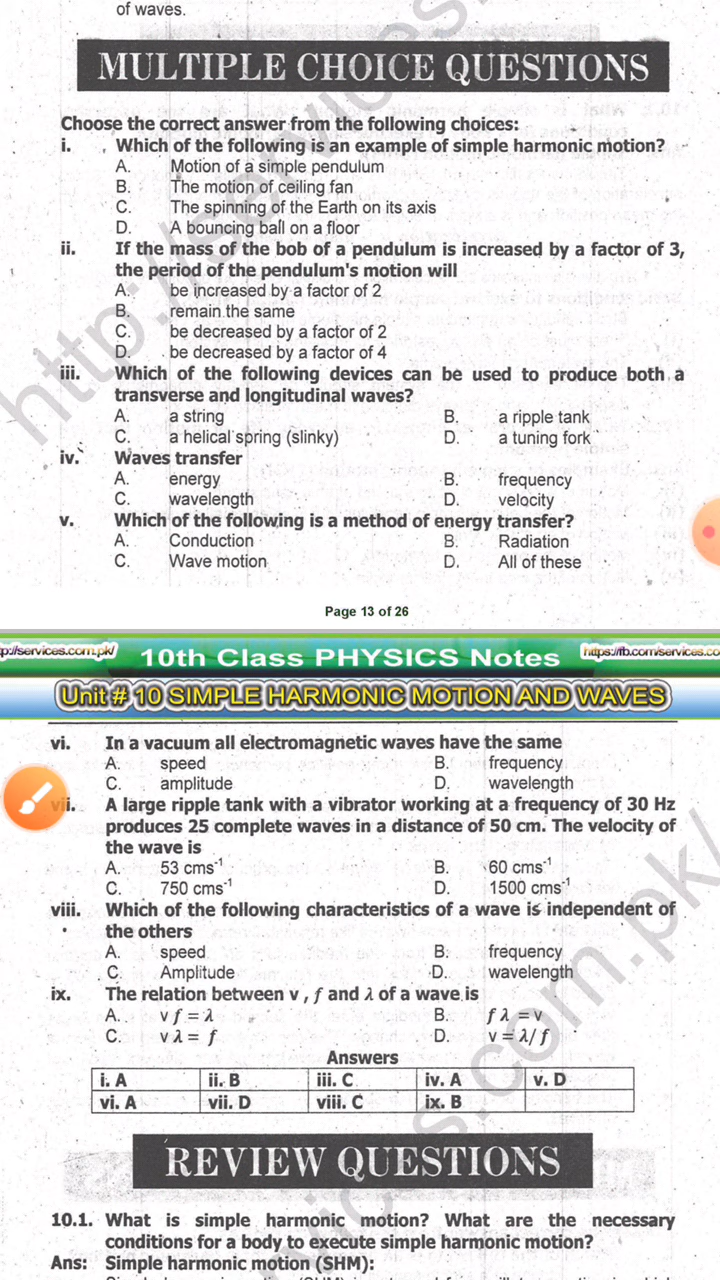 of waves.
MULTIPLE CHOICE QUESTIONS
Choose the correct answer from the following choices:
i. Which of the following is an example of simple harmonic motion?
A. Motion of a simple pendulum
B. The motion of ceiling fan
C. The spinning of the Earth on its axis
D. A bouncing ball on a floor
ii. If the mass of the bob of a pendulum is increased by a factor of 3,
the period of the pendulum's motion will
A. be increased by a factor of 2
B. remain the same
C. be decreased by a factor of 2
D. be decreased by a factor of 4
iii. Which of the following devices can be used to produce both a
transverse and longitudinal waves?
A. a string B. a ripple tank
C. a helical spring (slinky) D. a tuning fork
iv. Waves transfer
A. energy B. frequency
C. wavelength D. velocity
v. Which of the following is a method of energy transfer?
A. Conduction B. Radiation
C. Wave motion D. All of these
Page 13 of 26
p://services.com.pk/ 10th Class PHYSICS Notes https://fb.com/services.co
Unit # 10 SIMPLE HARMONIC MOTION AND WAVES
vi. In a vacuum all electromagnetic waves have the same
A. speed B. frequency
C. amplitude D. wavelength
vii. A large ripple tank with a vibrator working at a frequency of 30 Hz
produces 25 complete waves in a distance of 50 cm. The velocity of
the wave is
A. 53 cms⁻¹ B. 60 cms⁻¹
C. 750 cms⁻¹ D. 1500 cms⁻¹
viii. Which of the following characteristics of a wave is independent of
the others
A. speed B. frequency
C. Amplitude D. wavelength
ix. The relation between v , f and λ of a wave is
A. v f = λ B. f λ = v
C. v λ = f D. v = λ/ f
Answers
i. A ii. B iii. C iv. A v. D
vi. A vii. D viii. C ix. B
REVIEW QUESTIONS
10.1. What is simple harmonic motion? What are the necessary
conditions for a body to execute simple harmonic motion?
Ans: Simple harmonic motion (SHM):